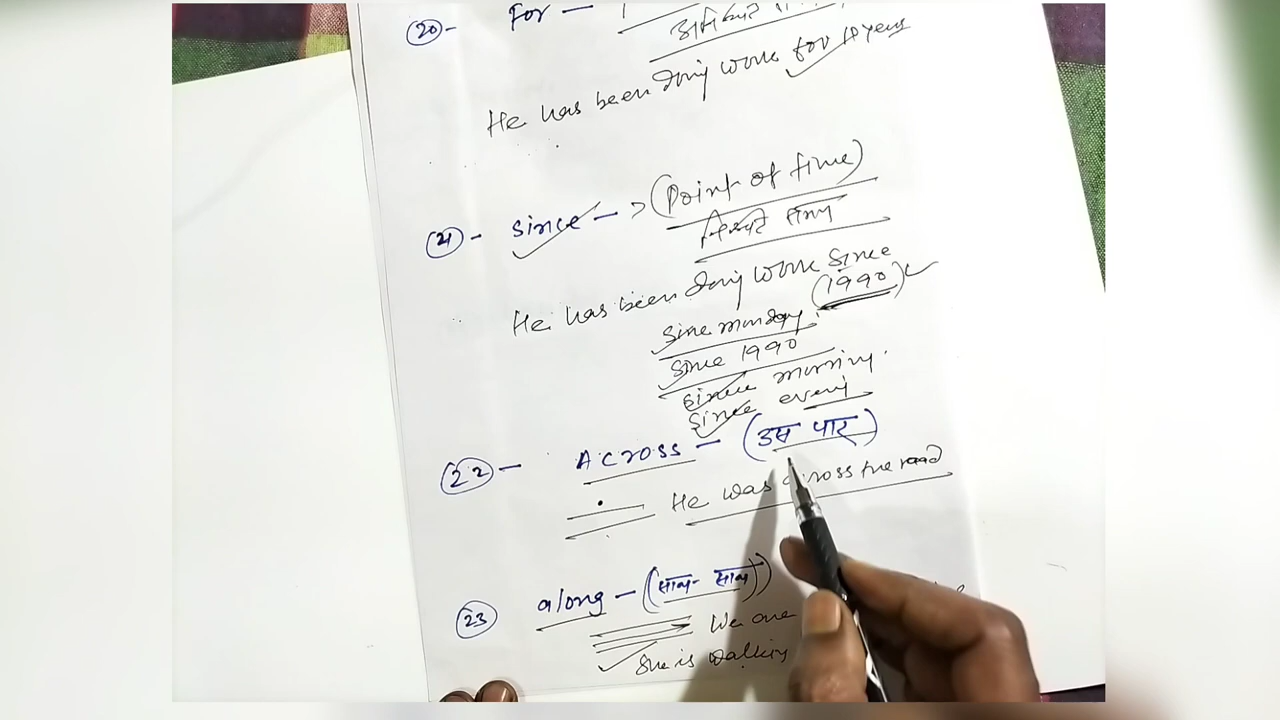 20- For —
He has been doing work for 10 years
21- Since — > (Point of time)
निश्चित समय
He has been doing work since
(1990)
Sine monday
Since 1990
Since morning.
Since eveniy
22- Across — (उस पार)
He was across the road
23 along — (साथ- साथ)
We are
She is walking